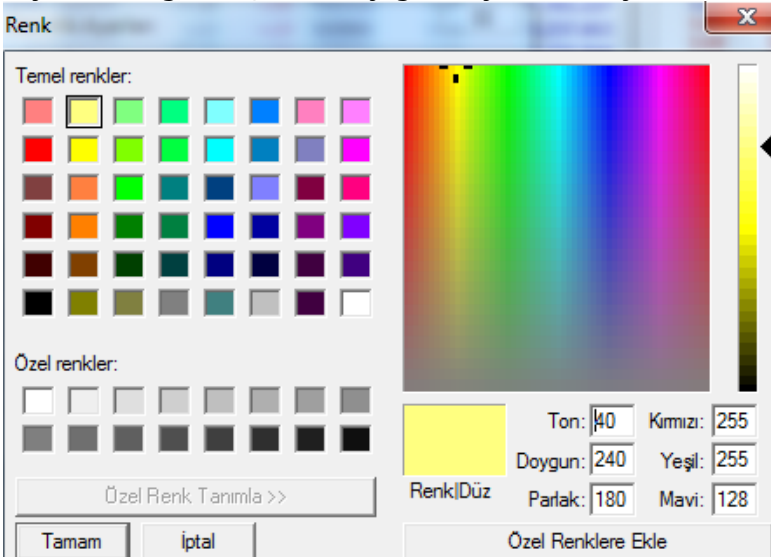 Renk
Temel renkler:
Özel renkler:
Özel Renk Tanımla >>
Tamam
İptal
Renk|Düz
Ton: 40
Kırmızı: 255
Doygun: 240
Yeşil: 255
Parlak: 180
Mavi: 128
Özel Renklere Ekle